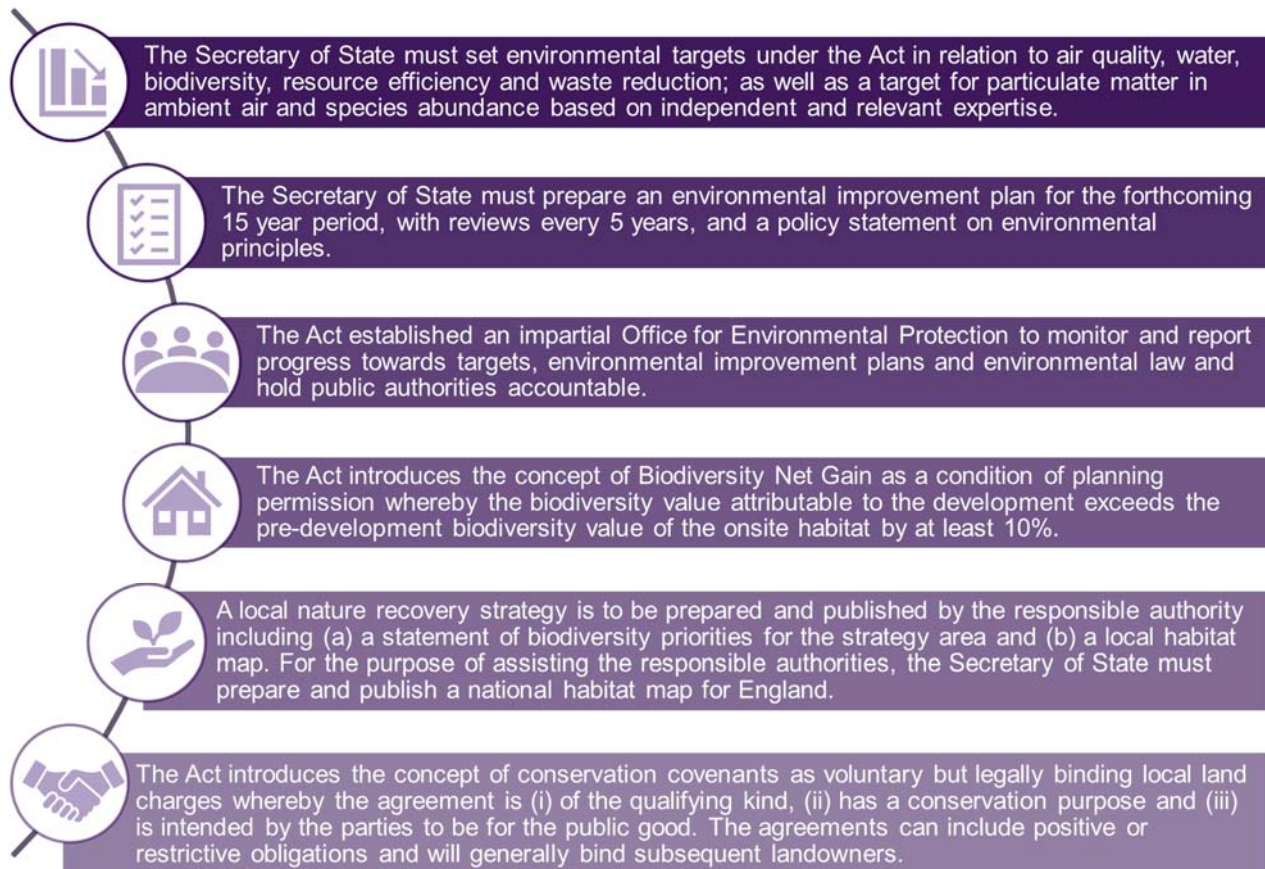 The Secretary of State must set environmental targets under the Act in relation to air quality, water,
biodiversity, resource efficiency and waste reduction; as well as a target for particulate matter in
ambient air and species abundance based on independent and relevant expertise.
The Secretary of State must prepare an environmental improvement plan for the forthcoming
15 year period, with reviews every 5 years, and a policy statement on environmental
principles.
The Act established an impartial Office for Environmental Protection to monitor and report
progress towards targets, environmental improvement plans and environmental law and
hold public authorities accountable.
The Act introduces the concept of Biodiversity Net Gain as a condition of planning
permission whereby the biodiversity value attributable to the development exceeds the
pre-development biodiversity value of the onsite habitat by at least 10%.
A local nature recovery strategy is to be prepared and published by the responsible authority
including (a) a statement of biodiversity priorities for the strategy area and (b) a local habitat
map. For the purpose of assisting the responsible authorities, the Secretary of State must
prepare and publish a national habitat map for England.
The Act introduces the concept of conservation covenants as voluntary but legally binding local land
charges whereby the agreement is (i) of the qualifying kind, (ii) has a conservation purpose and (iii)
is intended by the parties to be for the public good. The agreements can include positive or
restrictive obligations and will generally bind subsequent landowners.